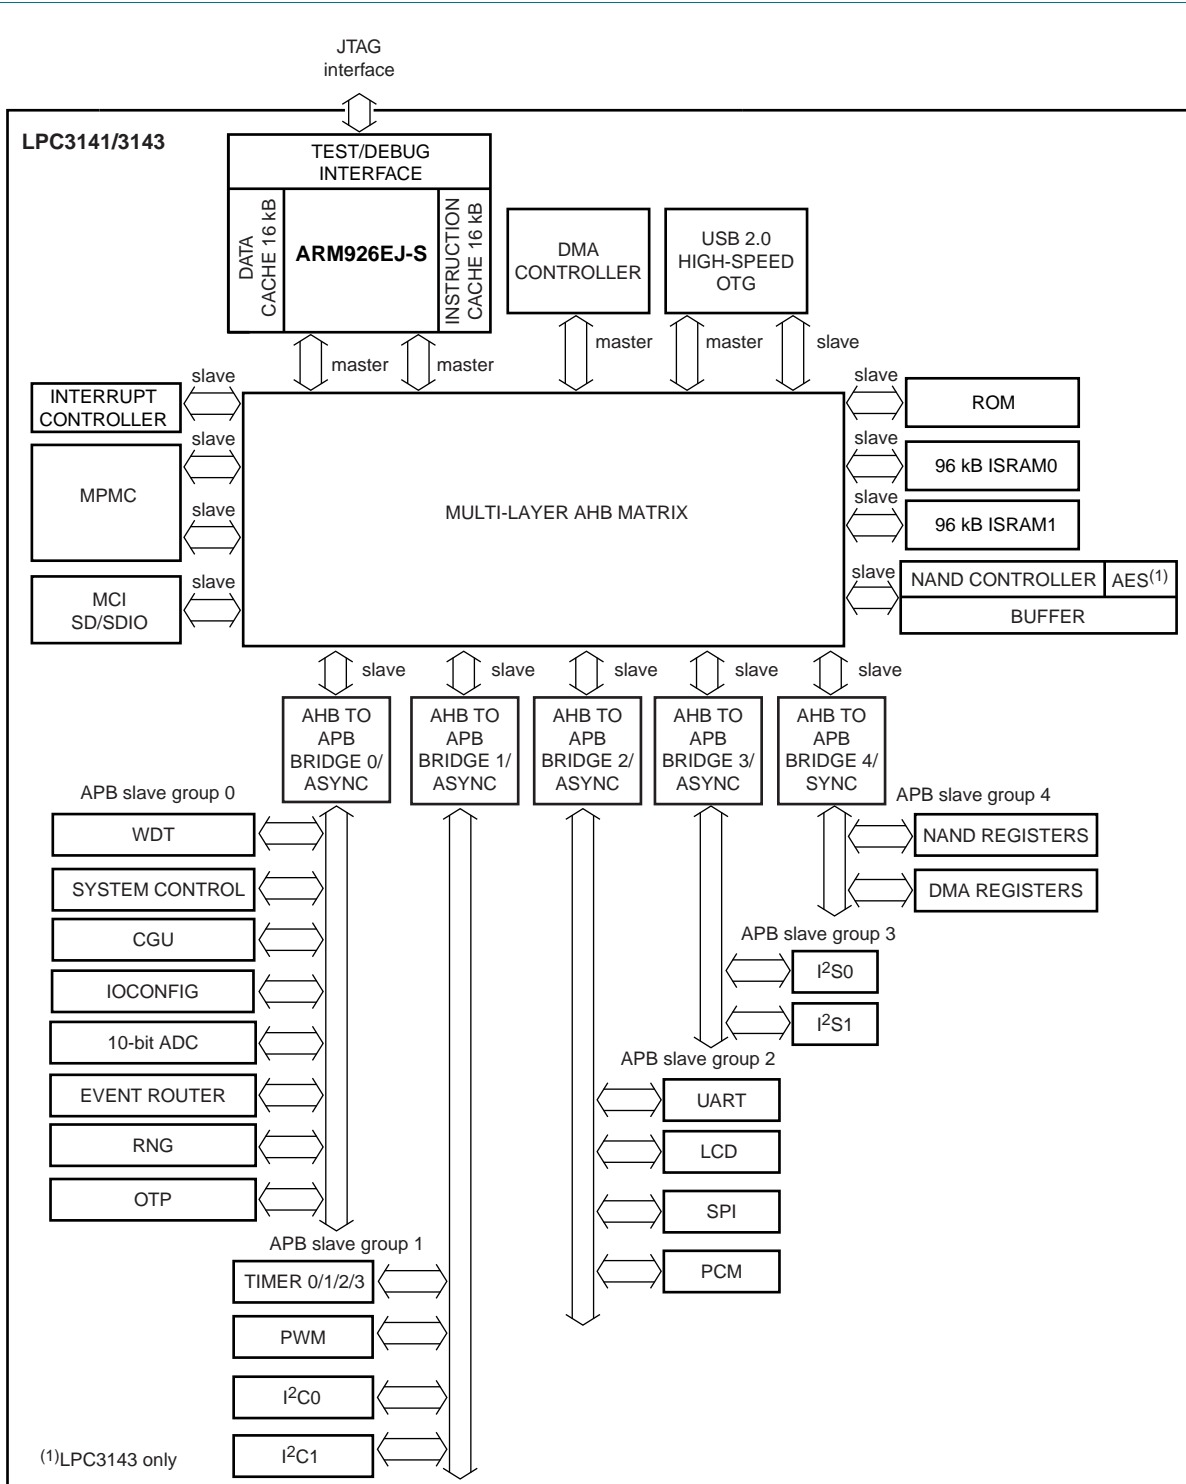 JTAG
interface
LPC3141/3143
TEST/DEBUG
INTERFACE
DATA
CACHE 16 kB
ARM926EJ-S
INSTRUCTION
CACHE 16 kB
DMA
CONTROLLER
USB 2.0
HIGH-SPEED
OTG
master
master
master
master
slave
slave
INTERRUPT
CONTROLLER
slave
MPMC
slave
slave
MCI
SD/SDIO
MULTI-LAYER AHB MATRIX
slave
ROM
slave
96 kB ISRAM0
slave
96 kB ISRAM1
slave
NAND CONTROLLER
AES(1)
BUFFER
slave
slave
slave
slave
slave
AHB TO
APB
BRIDGE 0/
ASYNC
AHB TO
APB
BRIDGE 1/
ASYNC
AHB TO
APB
BRIDGE 2/
ASYNC
AHB TO
APB
BRIDGE 3/
ASYNC
AHB TO
APB
BRIDGE 4/
SYNC
APB slave group 0
WDT
SYSTEM CONTROL
CGU
IOCONFIG
10-bit ADC
EVENT ROUTER
RNG
OTP
APB slave group 4
NAND REGISTERS
DMA REGISTERS
APB slave group 3
I2S0
I2S1
APB slave group 2
UART
LCD
SPI
PCM
APB slave group 1
TIMER 0/1/2/3
PWM
I2C0
I2C1
(1)LPC3143 only